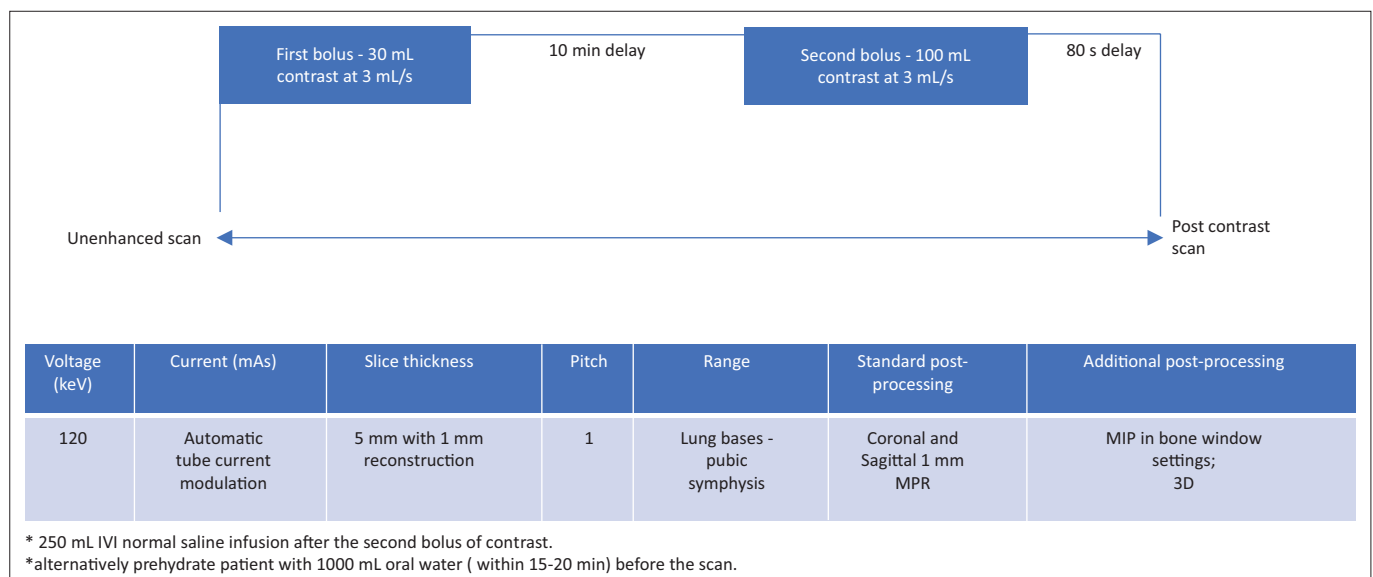 First bolus - 30 mL
contrast at 3 mL/s
10 min delay
Second bolus - 100 mL
contrast at 3 mL/s
80 s delay
Unenhanced scan
Post contrast
scan
Voltage
(keV)
Current (mAs)
Slice thickness
Pitch
Range
Standard post-
processing
Additional post-processing
120
Automatic
tube current
modulation
5 mm with 1 mm
reconstruction
1
Lung bases -
pubic
symphysis
Coronal and
Sagittal 1 mm
MPR
MIP in bone window
settings;
3D
* 250 mL IVI normal saline infusion after the second bolus of contrast.
*alternatively prehydrate patient with 1000 mL oral water ( within 15-20 min) before the scan.